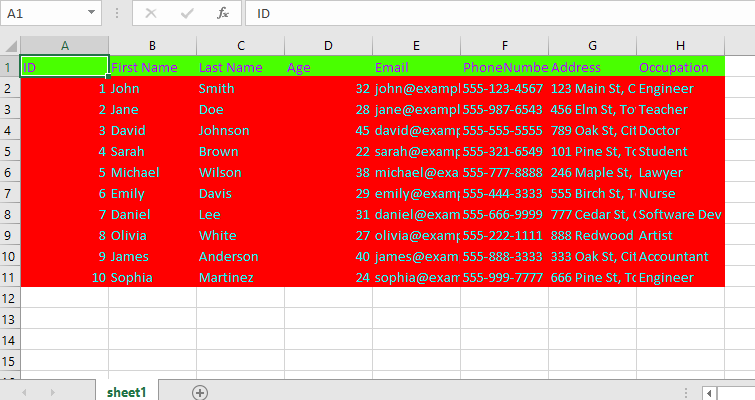 A1 fx ID
A B C D E F G H
1 ID First Name Last Name Age Email PhoneNumbe Address Occupation
2 1 John Smith 32 john@exampl 555-123-4567 123 Main St, C Engineer
3 2 Jane Doe 28 jane@exampl 555-987-6543 456 Elm St, To Teacher
4 3 David Johnson 45 david@examp 555-555-5555 789 Oak St, Cit Doctor
5 4 Sarah Brown 22 sarah@examp 555-321-6549 101 Pine St, To Student
6 5 Michael Wilson 38 michael@exa 555-777-8888 246 Maple St, Lawyer
7 6 Emily Davis 29 emily@examp 555-444-3333 555 Birch St, T Nurse
8 7 Daniel Lee 31 daniel@exam 555-666-9999 777 Cedar St, Software Dev
9 8 Olivia White 27 olivia@examp 555-222-1111 888 Redwood Artist
10 9 James Anderson 40 james@exam 555-888-3333 333 Oak St, Cit Accountant
11 10 Sophia Martinez 24 sophia@exam 555-999-7777 666 Pine St, To Engineer
12
13
14
15
sheet1